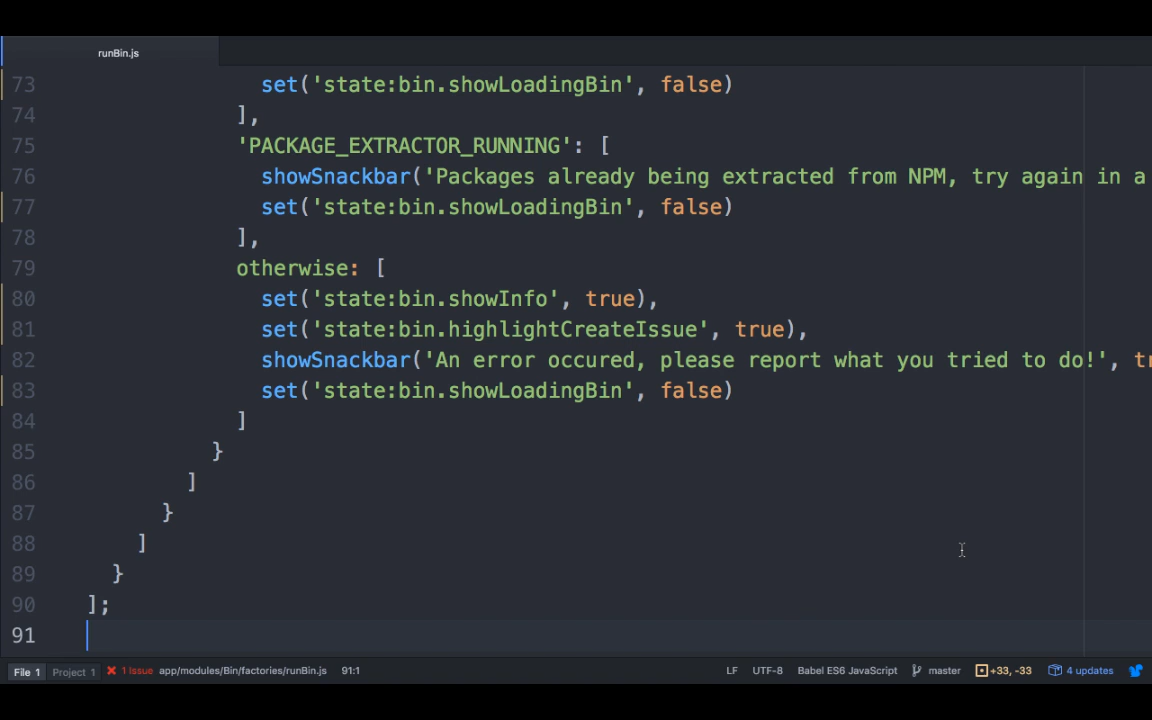 runBin.js
73 set('state:bin.showLoadingBin', false)
74 ],
75 'PACKAGE_EXTRACTOR_RUNNING': [
76 showSnackbar('Packages already being extracted from NPM, try again in a
77 set('state:bin.showLoadingBin', false)
78 ],
79 otherwise: [
80 set('state:bin.showInfo', true),
81 set('state:bin.highlightCreateIssue', true),
82 showSnackbar('An error occured, please report what you tried to do!', tr
83 set('state:bin.showLoadingBin', false)
84 ]
85 }
86 ]
87 }
88 ]
89 }
90 ];
91
File 1 Project 1 1 Issue app/modules/Bin/factories/runBin.js 91:1 LF UTF-8 Babel ES6 JavaScript master +33, -33 4 updates